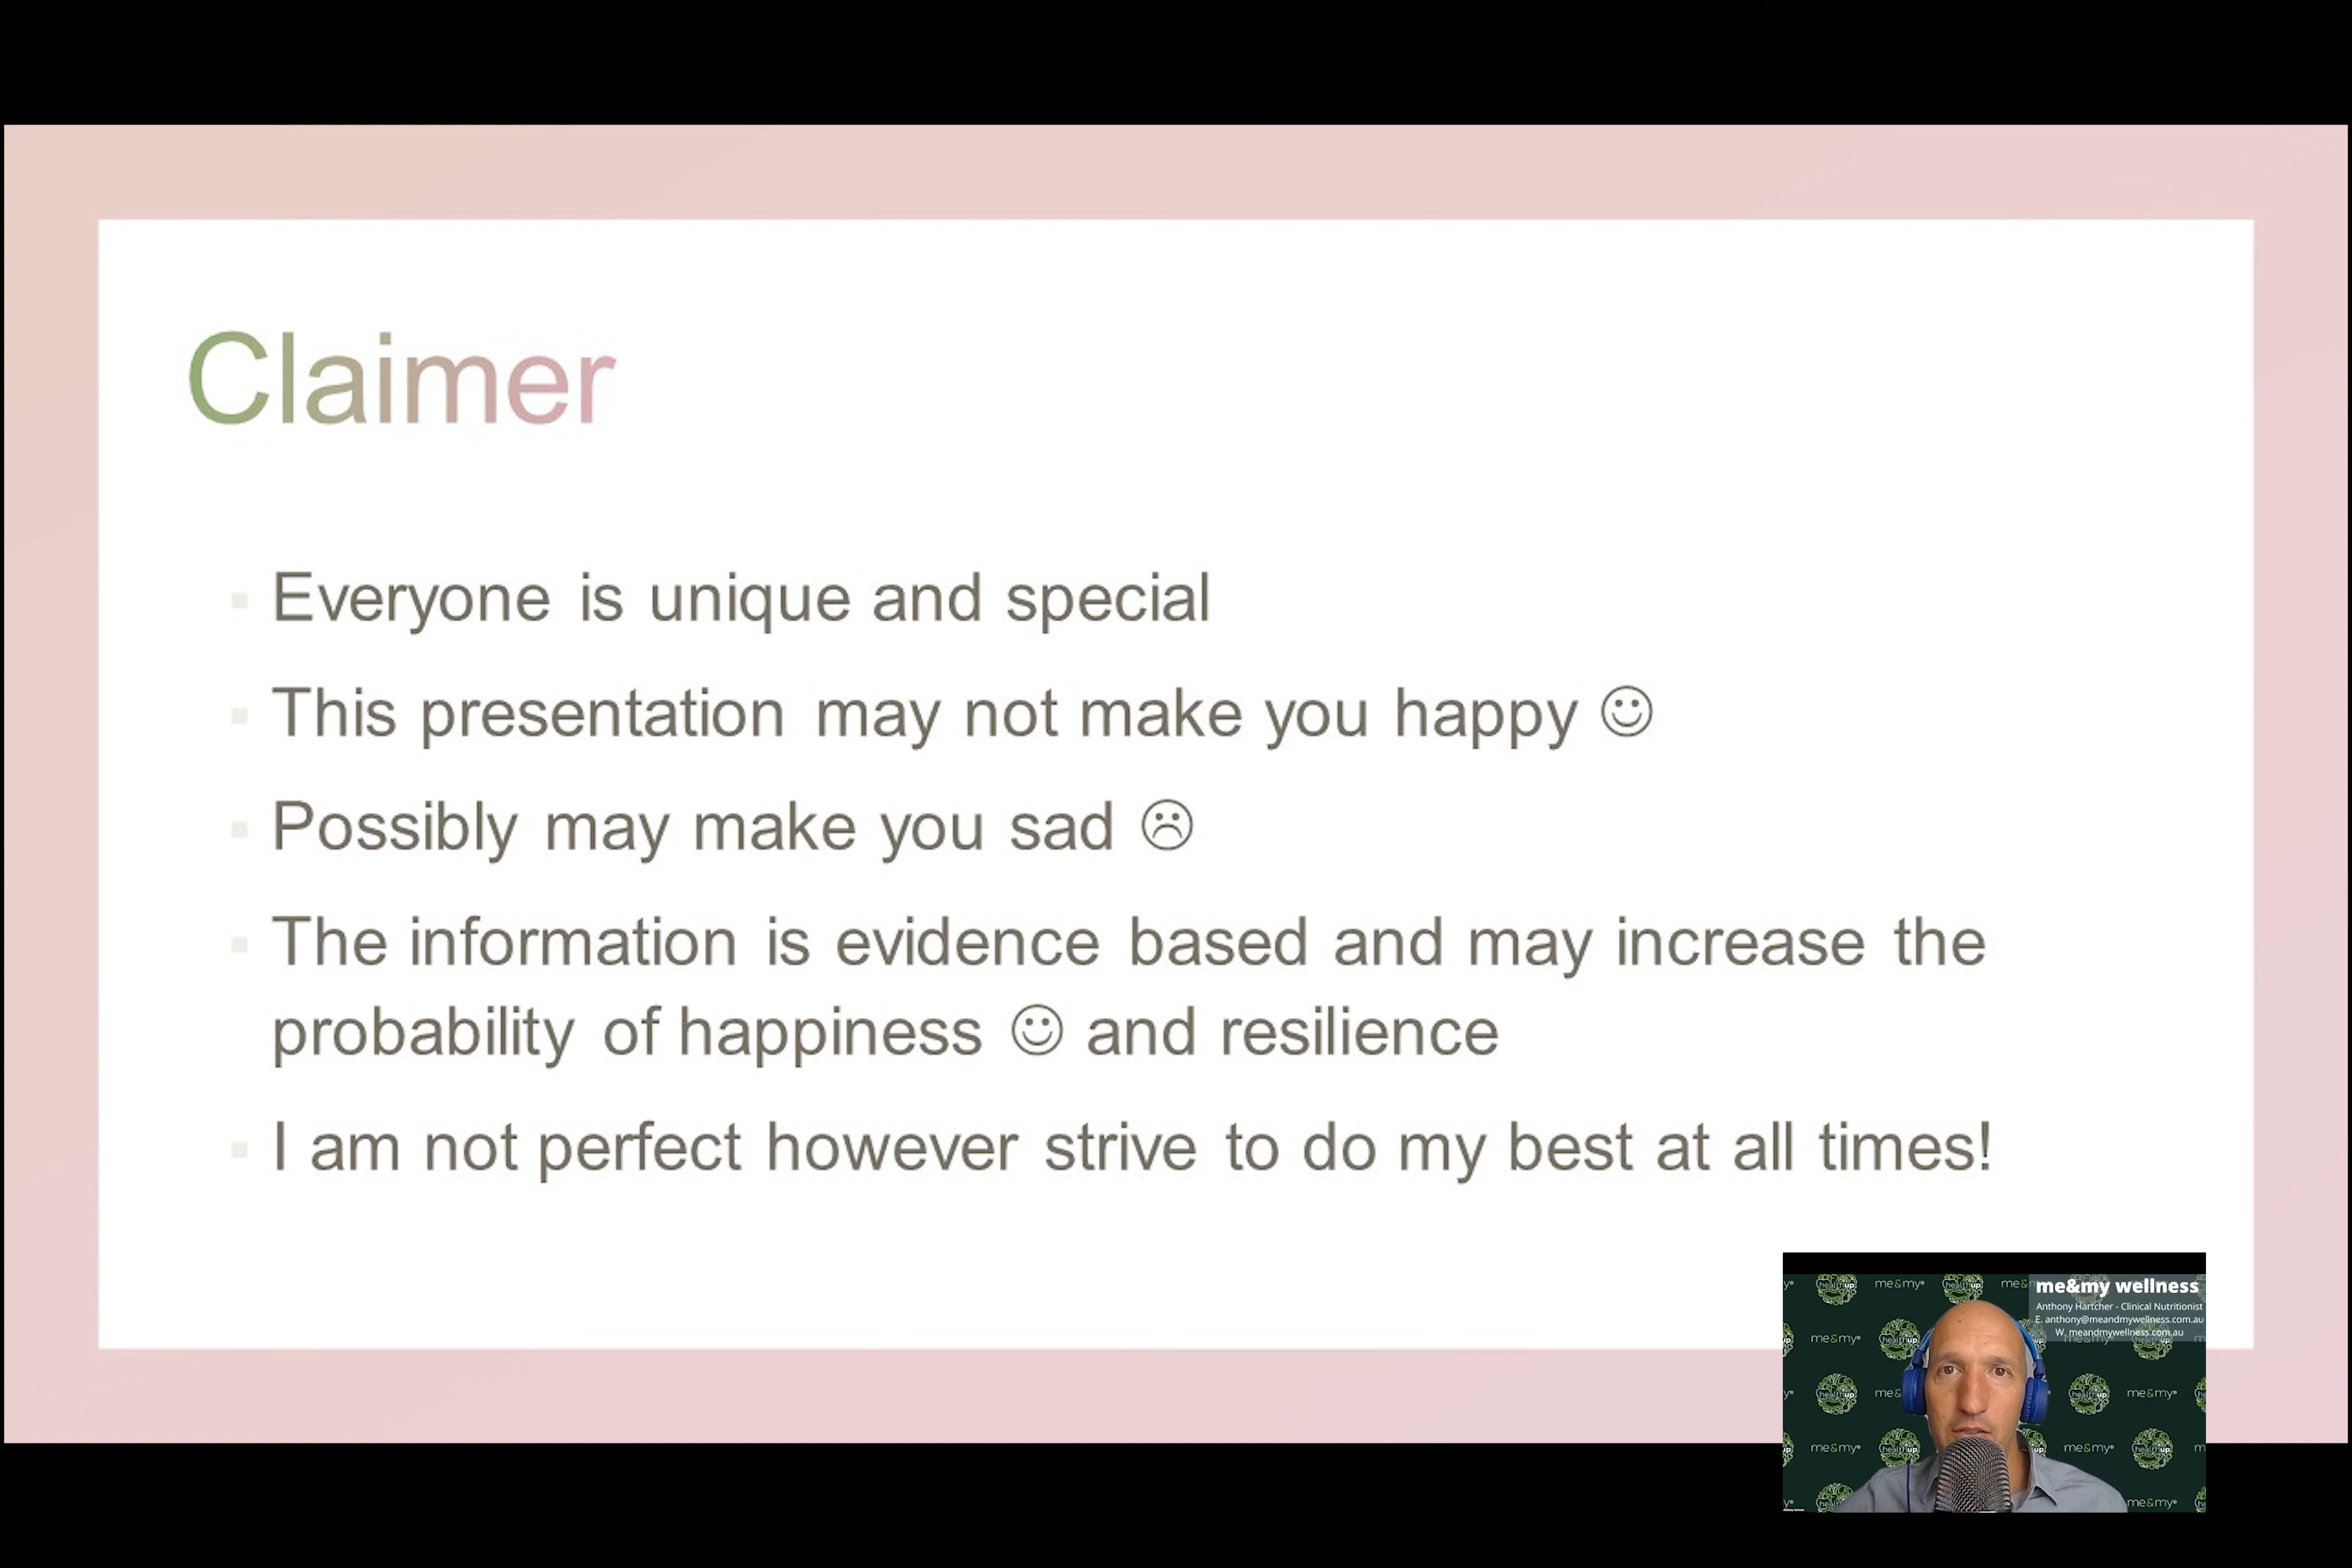 Claimer
Everyone is unique and special
This presentation may not make you happy ☺
Possibly may make you sad ☹
The information is evidence based and may increase the
probability of happiness ☺ and resilience
I am not perfect however strive to do my best at all times!
me&my wellness
Anthony Hartcher - Clinical Nutritionist
E. anthony@meandmywellness.com.au
W. meandmywellness.com.au
me&my®
healthup